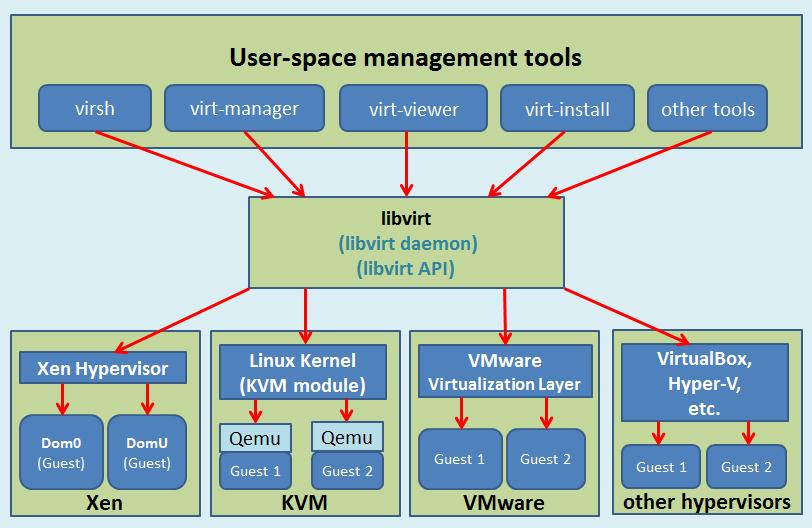 User-space management tools
virsh
virt-manager
virt-viewer
virt-install
other tools
libvirt
(libvirt daemon)
(libvirt API)
Xen Hypervisor
Dom0
(Guest)
DomU
(Guest)
Xen
Linux Kernel
(KVM module)
Qemu
Guest 1
Qemu
Guest 2
KVM
VMware
Virtualization Layer
Guest 1
Guest 2
VMware
VirtualBox,
Hyper-V,
etc.
Guest 1
Guest 2
other hypervisors